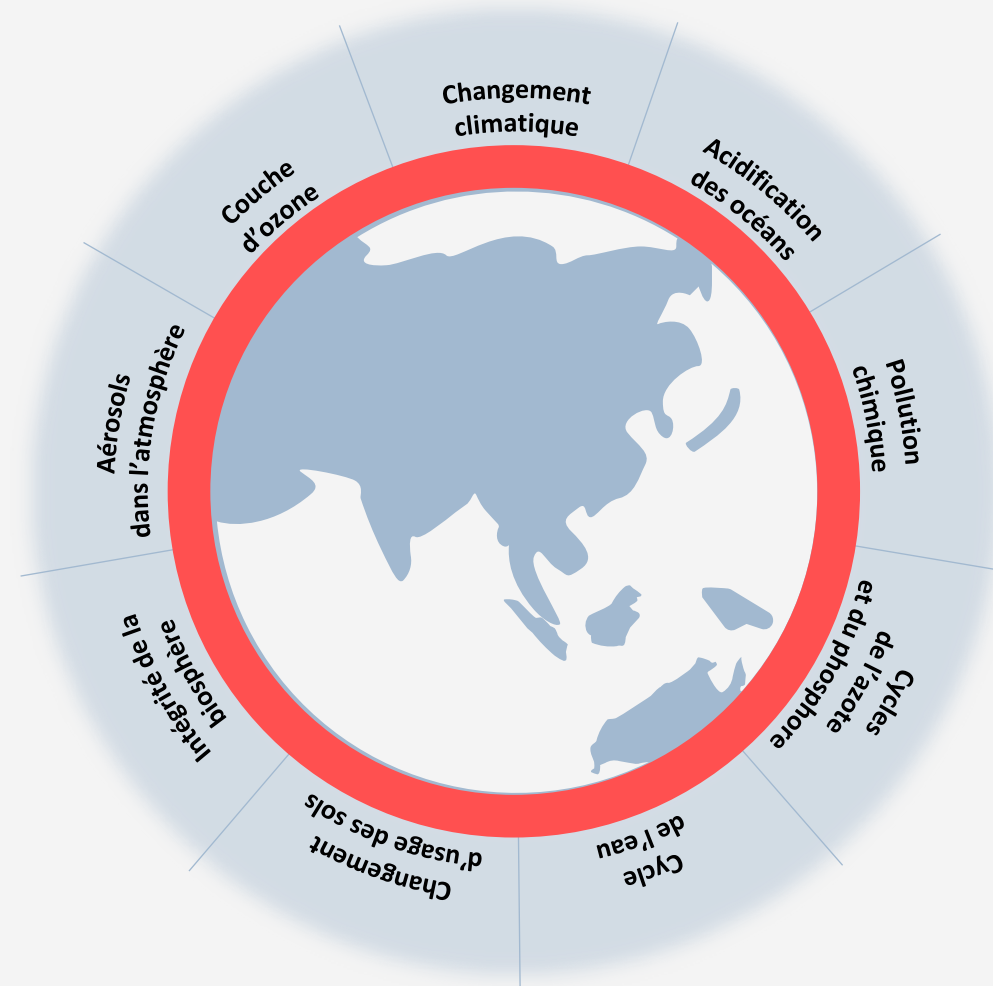 Changement
climatique
Acidification
des océans
Pollution
chimique
Cycles
de l'azote
et du phosphore
Cycle
de l'eau
Changement
d'usage des sols
Intégrité de la
biosphère
Aérosols
dans l'atmosphère
Couche
d'ozone